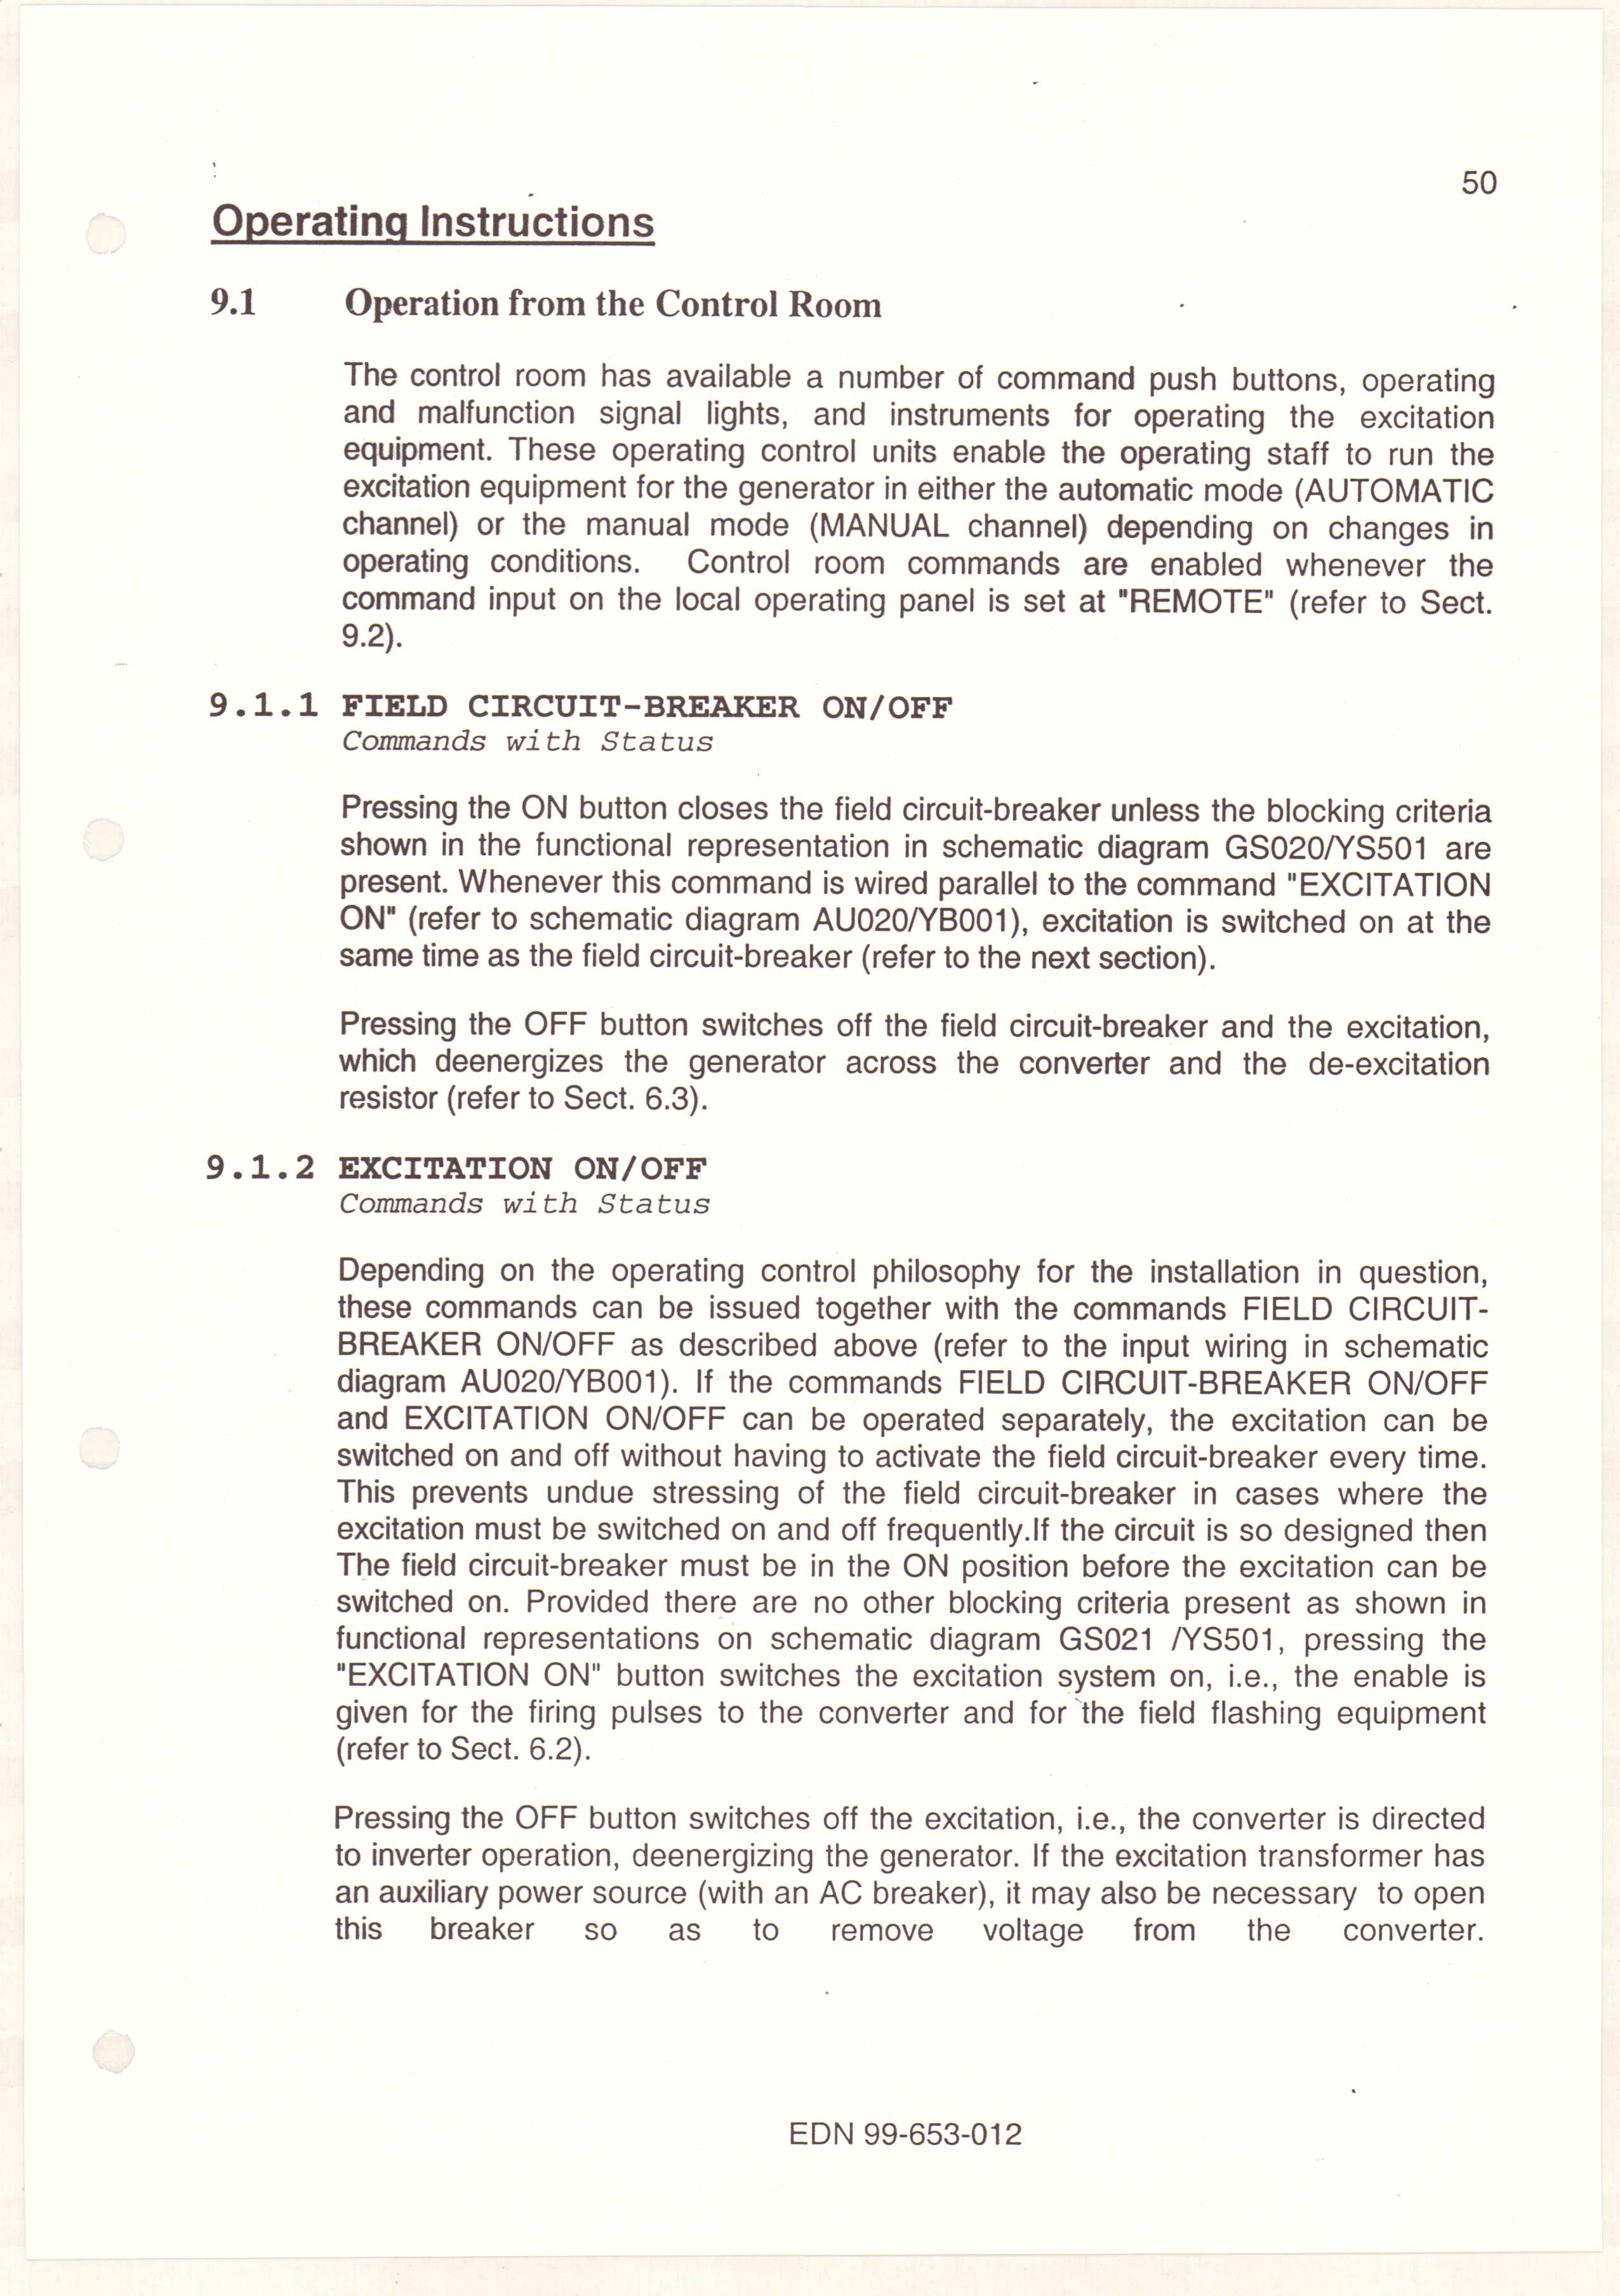 50
Operating Instructions
9.1 Operation from the Control Room
The control room has available a number of command push buttons, operating
and malfunction signal lights, and instruments for operating the excitation
equipment. These operating control units enable the operating staff to run the
excitation equipment for the generator in either the automatic mode (AUTOMATIC
channel) or the manual mode (MANUAL channel) depending on changes in
operating conditions. Control room commands are enabled whenever the
command input on the local operating panel is set at "REMOTE" (refer to Sect.
9.2).
9.1.1 FIELD CIRCUIT-BREAKER ON/OFF
Commands with Status
Pressing the ON button closes the field circuit-breaker unless the blocking criteria
shown in the functional representation in schematic diagram GS020/YS501 are
present. Whenever this command is wired parallel to the command "EXCITATION
ON" (refer to schematic diagram AU020/YB001), excitation is switched on at the
same time as the field circuit-breaker (refer to the next section).
Pressing the OFF button switches off the field circuit-breaker and the excitation,
which deenergizes the generator across the converter and the de-excitation
resistor (refer to Sect. 6.3).
9.1.2 EXCITATION ON/OFF
Commands with Status
Depending on the operating control philosophy for the installation in question,
these commands can be issued together with the commands FIELD CIRCUIT-
BREAKER ON/OFF as described above (refer to the input wiring in schematic
diagram AU020/YB001). If the commands FIELD CIRCUIT-BREAKER ON/OFF
and EXCITATION ON/OFF can be operated separately, the excitation can be
switched on and off without having to activate the field circuit-breaker every time.
This prevents undue stressing of the field circuit-breaker in cases where the
excitation must be switched on and off frequently.If the circuit is so designed then
The field circuit-breaker must be in the ON position before the excitation can be
switched on. Provided there are no other blocking criteria present as shown in
functional representations on schematic diagram GS021 /YS501, pressing the
"EXCITATION ON" button switches the excitation system on, i.e., the enable is
given for the firing pulses to the converter and for the field flashing equipment
(refer to Sect. 6.2).
Pressing the OFF button switches off the excitation, i.e., the converter is directed
to inverter operation, deenergizing the generator. If the excitation transformer has
an auxiliary power source (with an AC breaker), it may also be necessary to open
this breaker so as to remove voltage from the converter.
EDN 99-653-012